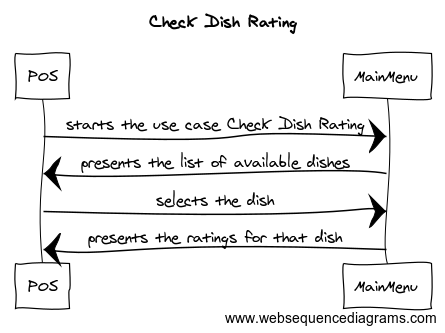 Check Dish Rating
POS
MainMenu
starts the use case Check Dish Rating
presents the list of available dishes
selects the dish
presents the ratings for that dish
POS
MainMenu
www.websequencediagrams.com